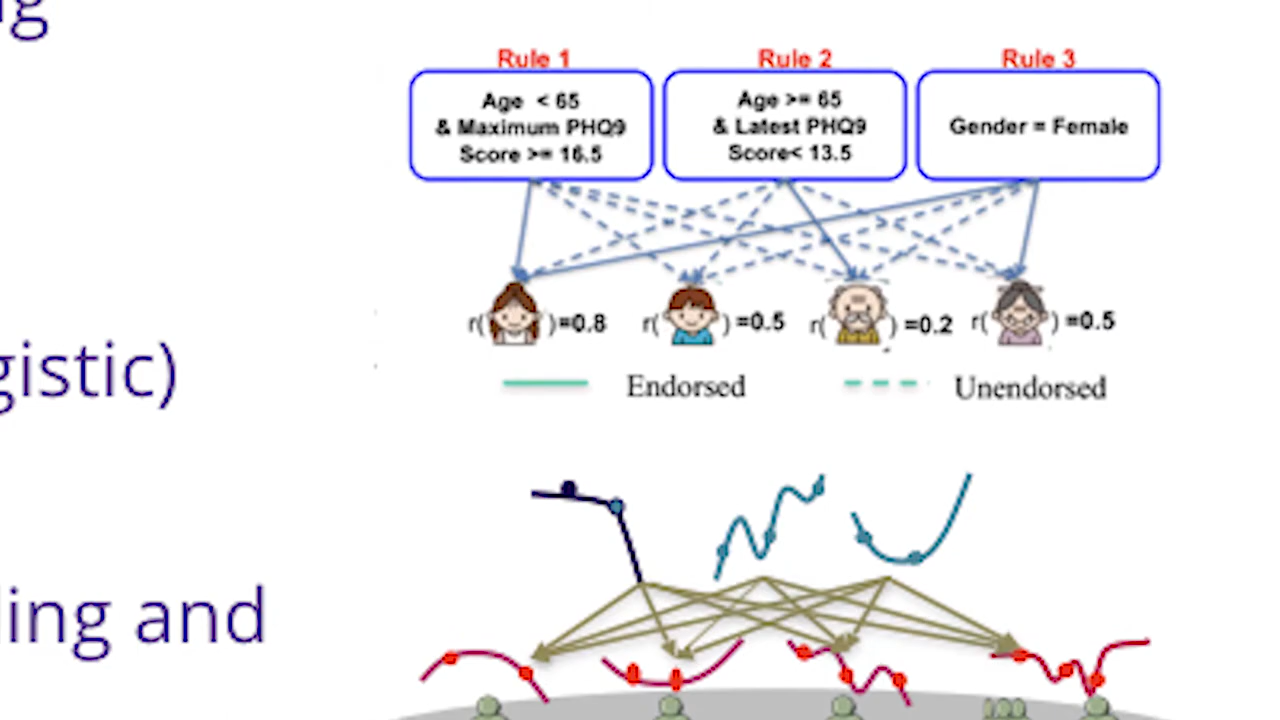 ng
Rule 1
Rule 2
Rule 3
Age < 65
& Maximum PHQ9
Score >= 16.5
Age >= 65
& Latest PHQ9
Score< 13.5
Gender = Female
r( )=0.8
r( ) =0.5
r( ) =0.2
r( ) =0.5
Endorsed
Unendorsed
gistic)
ling and